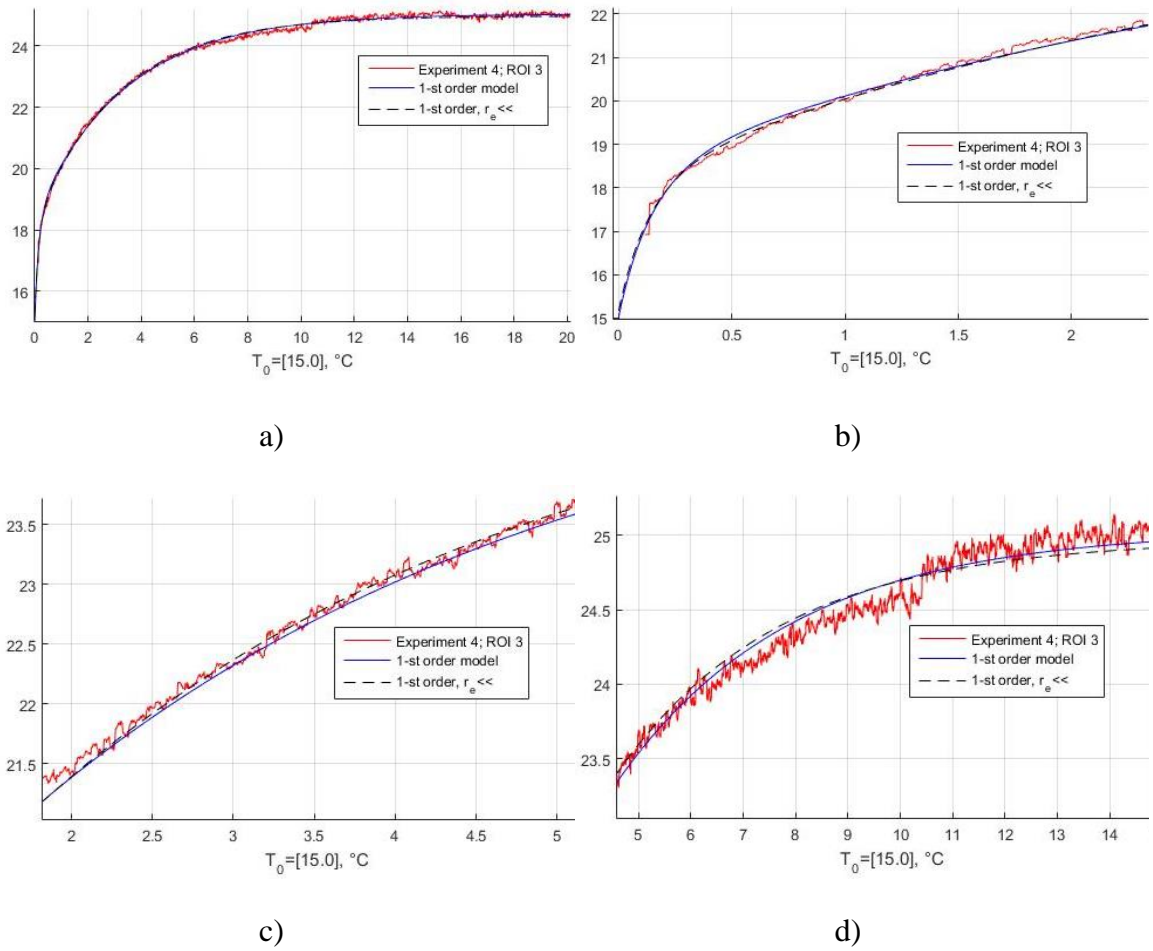 24
22
20
18
16
Experiment 4; ROI 3
1-st order model
1-st order, r_e<<
0 2 4 6 8 10 12 14 16 18 20
T_0=[15.0], °C
a)
22
21
20
19
18
17
16
15
Experiment 4; ROI 3
1-st order model
1-st order, r_e<<
0 0.5 1 1.5 2
T_0=[15.0], °C
b)
23.5
23
22.5
22
21.5
Experiment 4; ROI 3
1-st order model
1-st order, r_e<<
2 2.5 3 3.5 4 4.5 5
T_0=[15.0], °C
c)
25
24.5
24
23.5
Experiment 4; ROI 3
1-st order model
1-st order, r_e<<
5 6 7 8 9 10 11 12 13 14
T_0=[15.0], °C
d)